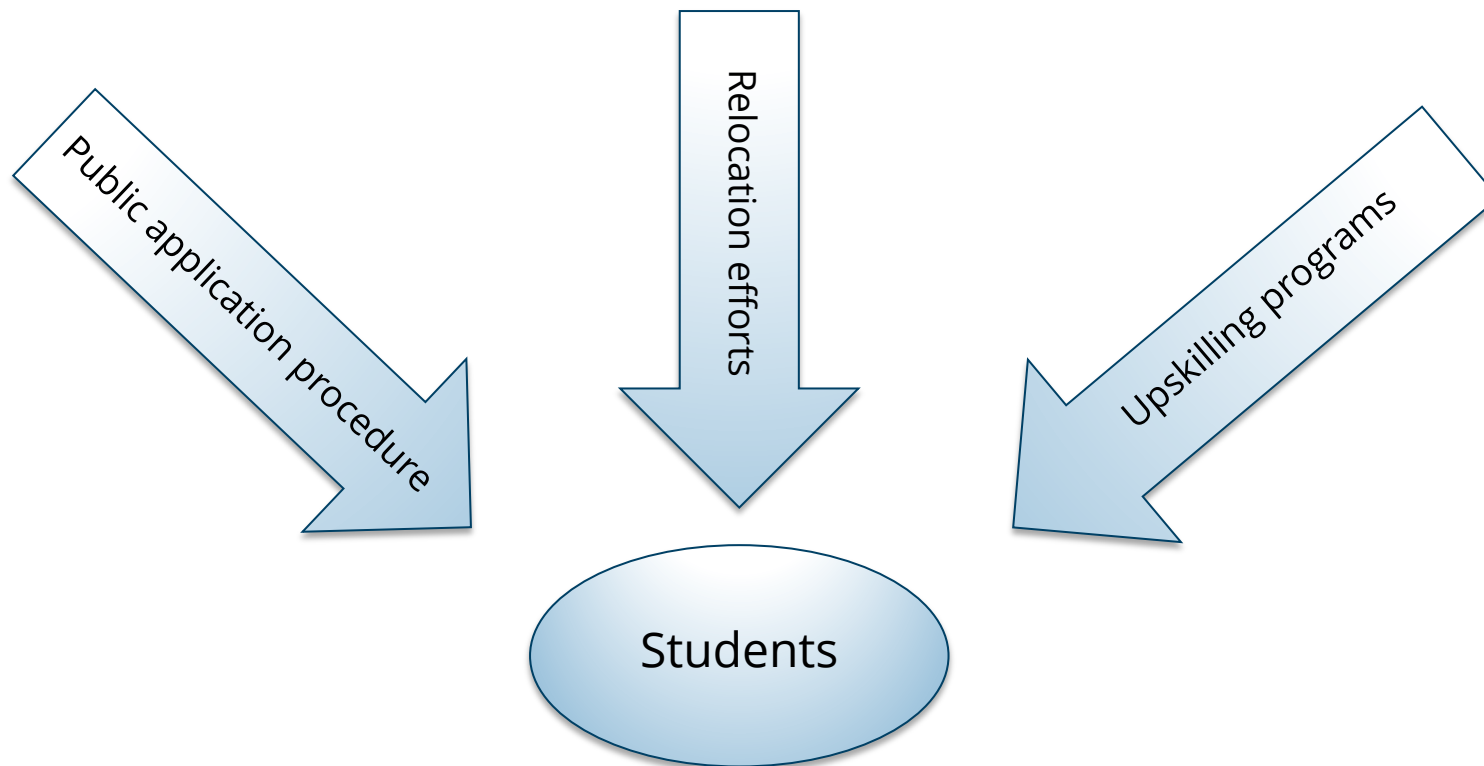 Public application procedure
Relocation efforts
Upskilling programs
Students